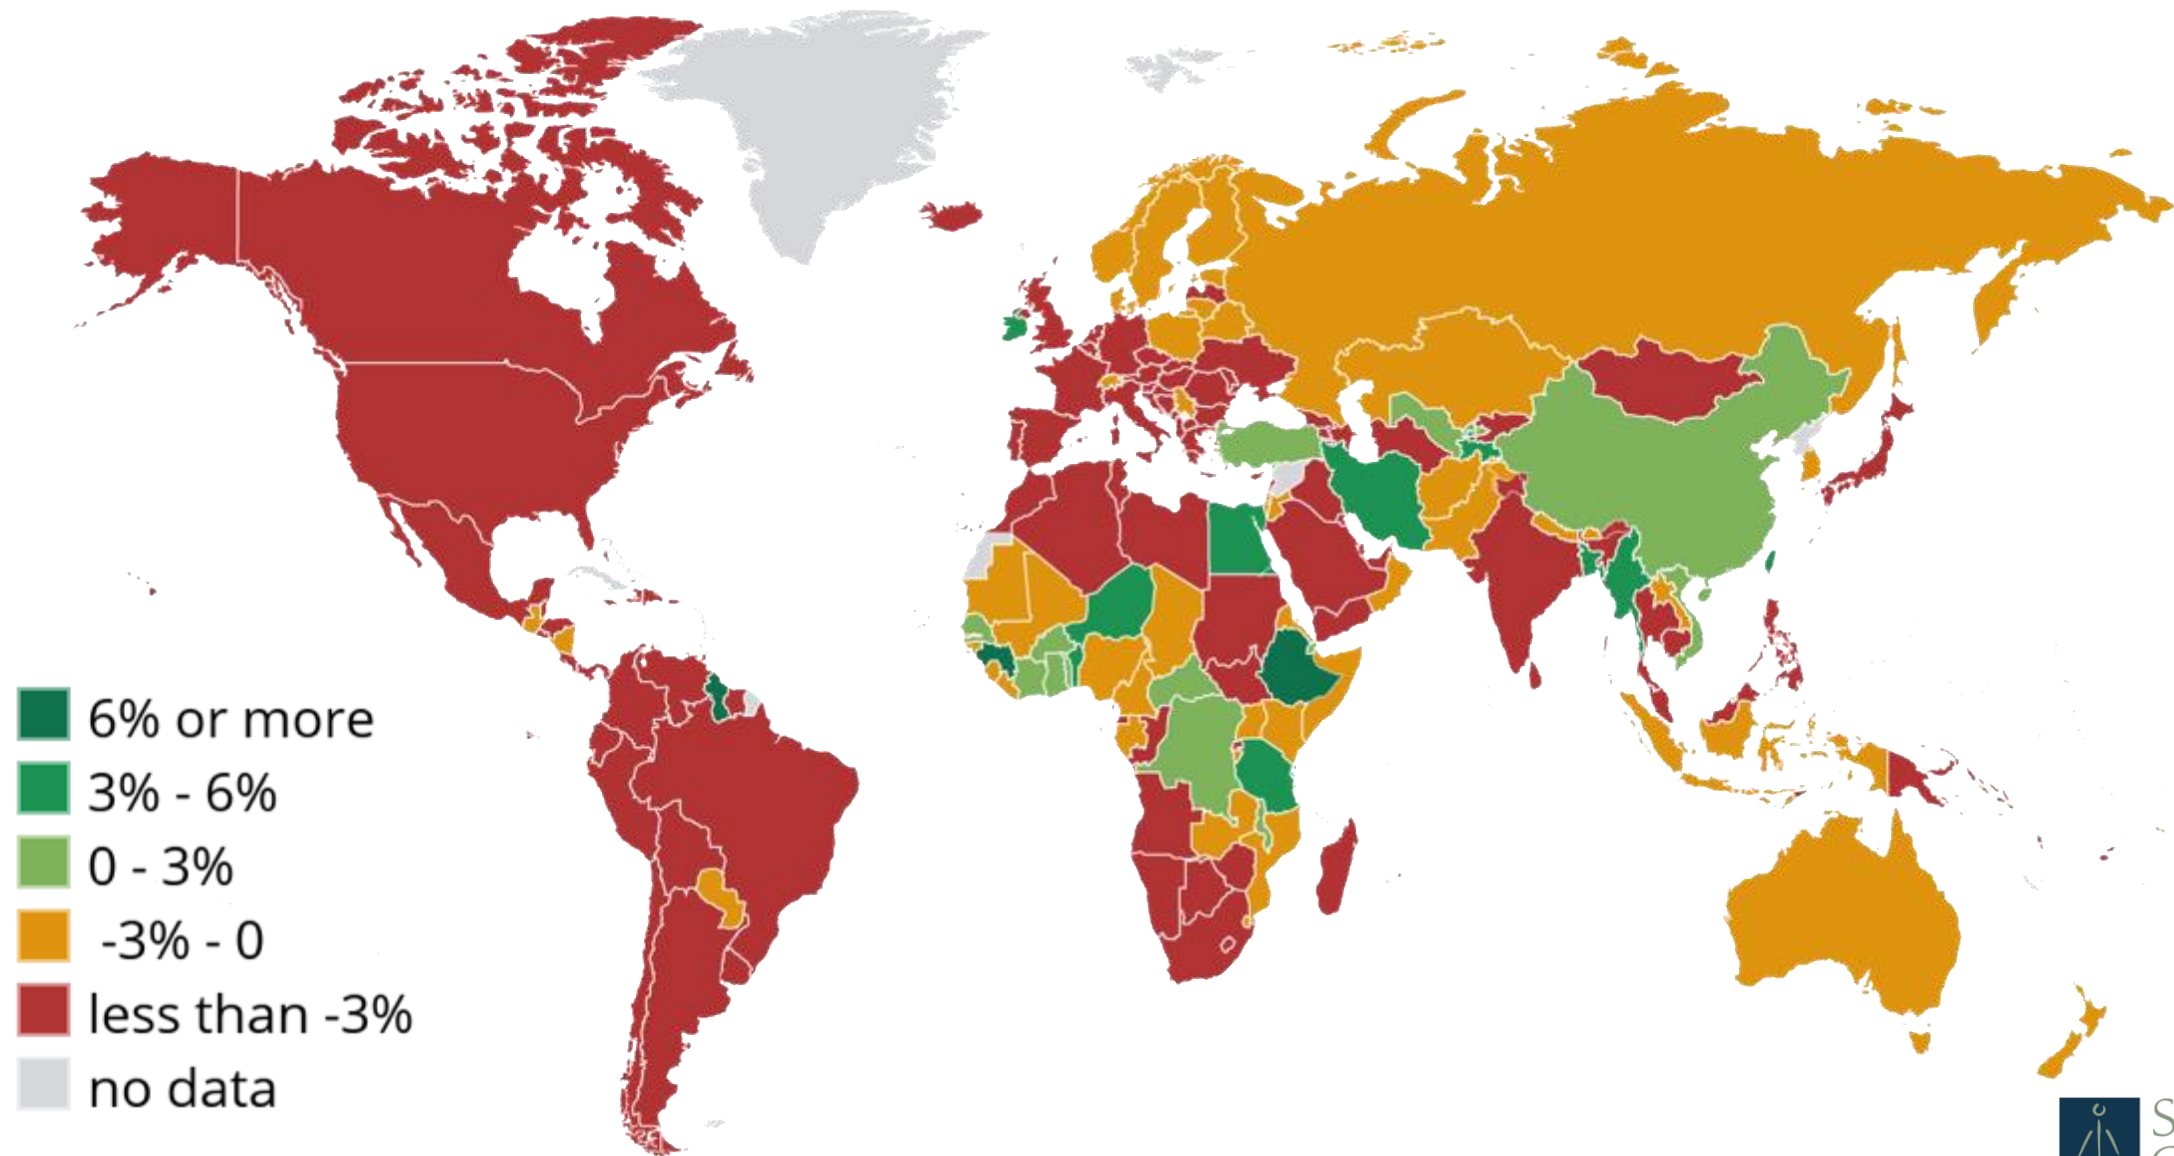 6% or more
3% - 6%
0 - 3%
-3% - 0
less than -3%
no data